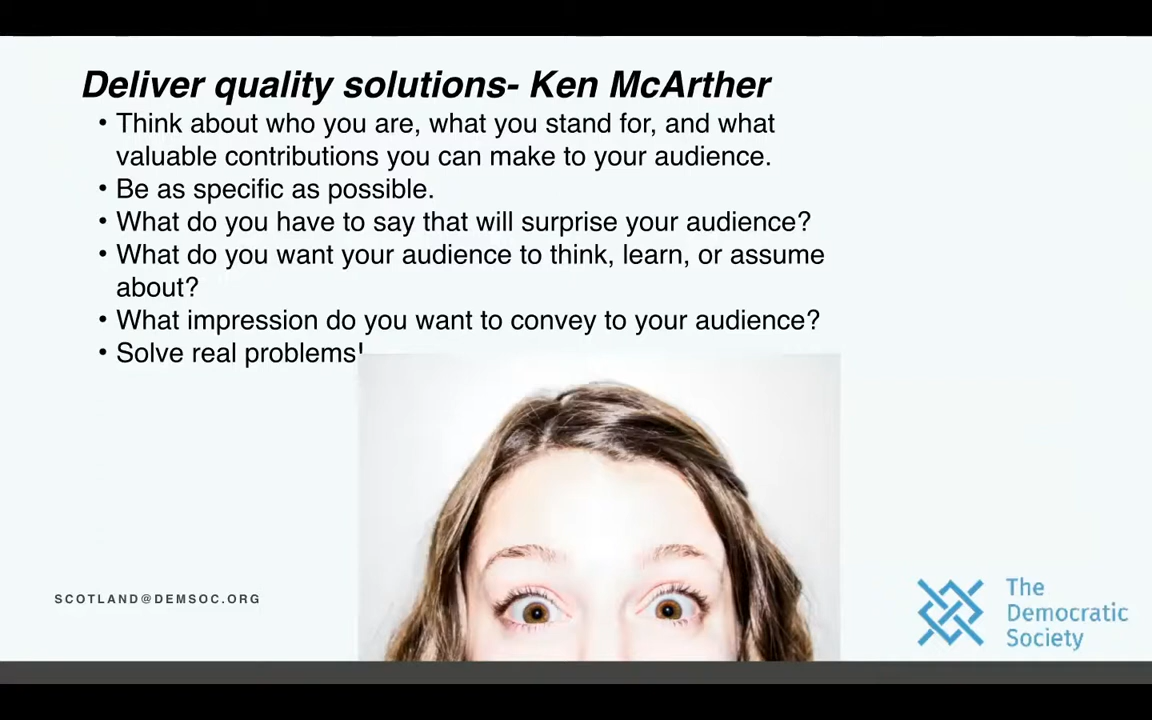 Deliver quality solutions- Ken McArther
• Think about who you are, what you stand for, and what
valuable contributions you can make to your audience.
• Be as specific as possible.
• What do you have to say that will surprise your audience?
• What do you want your audience to think, learn, or assume
about?
• What impression do you want to convey to your audience?
• Solve real problems!
SCOTLAND@DEMSOC.ORG
The
Democratic
Society